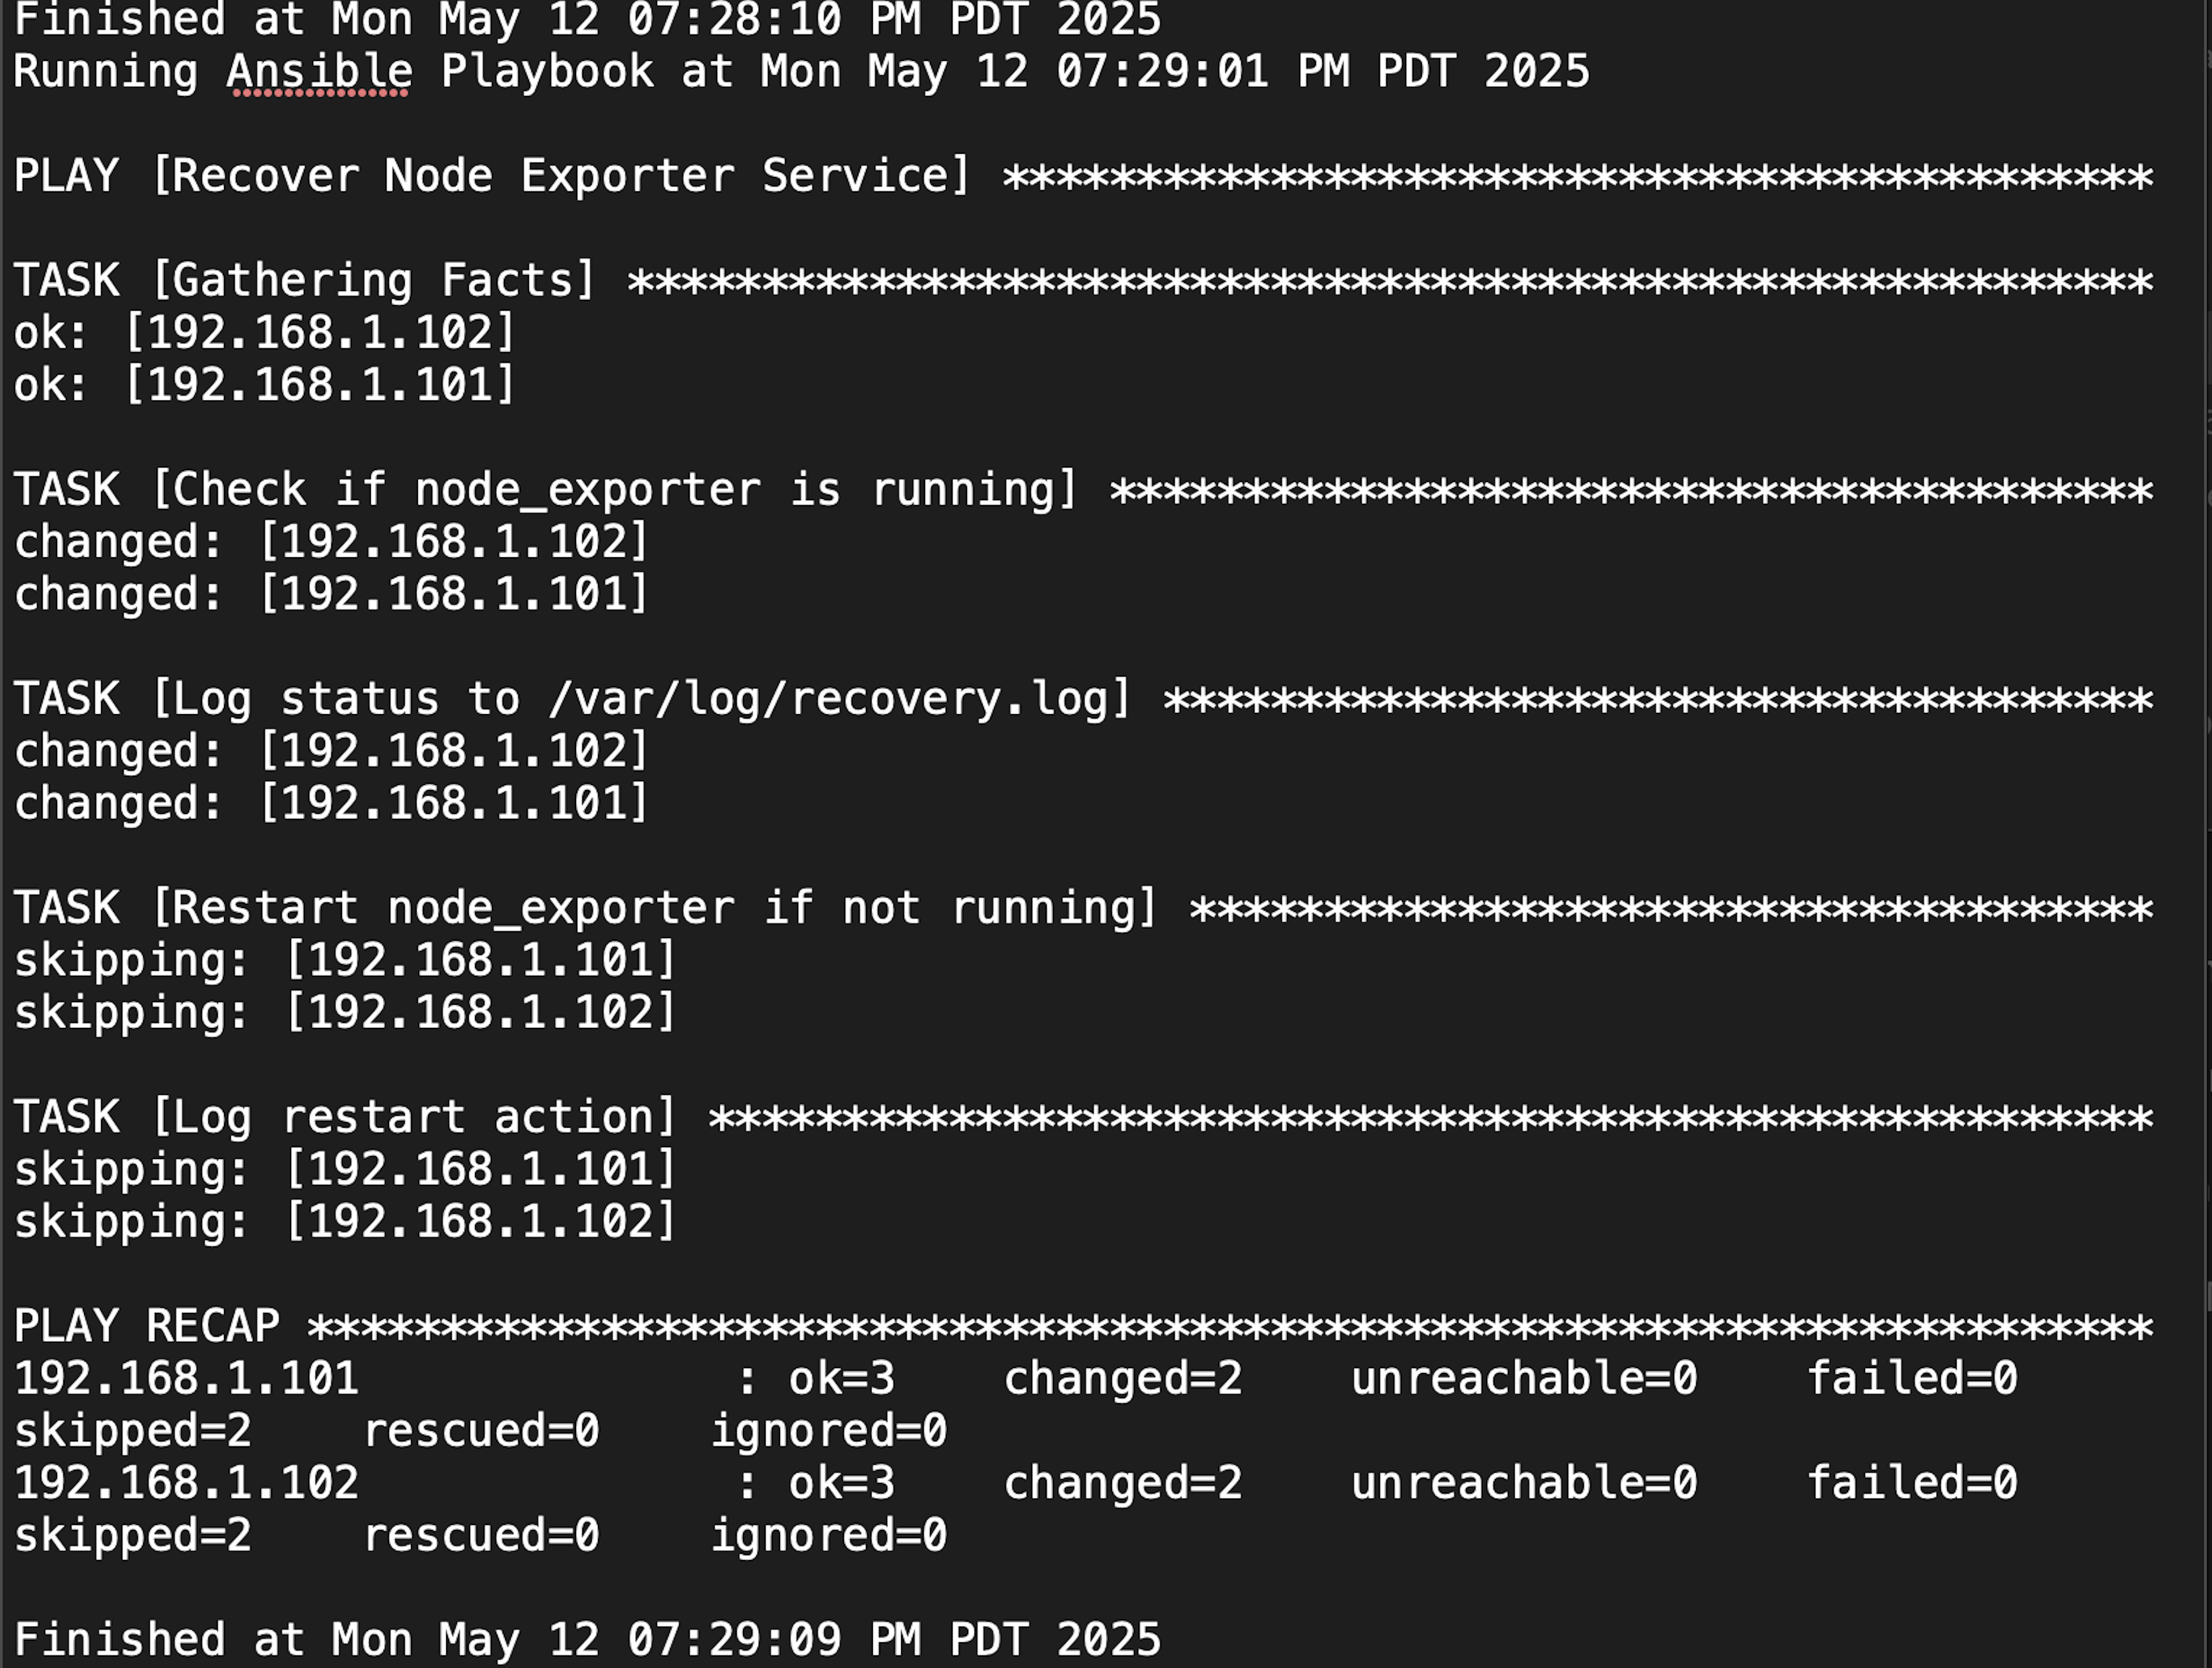 Finished at Mon May 12 07:28:10 PM PDT 2025
Running Ansible Playbook at Mon May 12 07:29:01 PM PDT 2025
PLAY [Recover Node Exporter Service] *******************************************
TASK [Gathering Facts] *********************************************************
ok: [192.168.1.102]
ok: [192.168.1.101]
TASK [Check if node_exporter is running] ***************************************
changed: [192.168.1.102]
changed: [192.168.1.101]
TASK [Log status to /var/log/recovery.log] *************************************
changed: [192.168.1.102]
changed: [192.168.1.101]
TASK [Restart node_exporter if not running] ************************************
skipping: [192.168.1.101]
skipping: [192.168.1.102]
TASK [Log restart action] ******************************************************
skipping: [192.168.1.101]
skipping: [192.168.1.102]
PLAY RECAP *********************************************************************
192.168.1.101              : ok=3    changed=2    unreachable=0    failed=0
skipped=2    rescued=0    ignored=0
192.168.1.102              : ok=3    changed=2    unreachable=0    failed=0
skipped=2    rescued=0    ignored=0
Finished at Mon May 12 07:29:09 PM PDT 2025